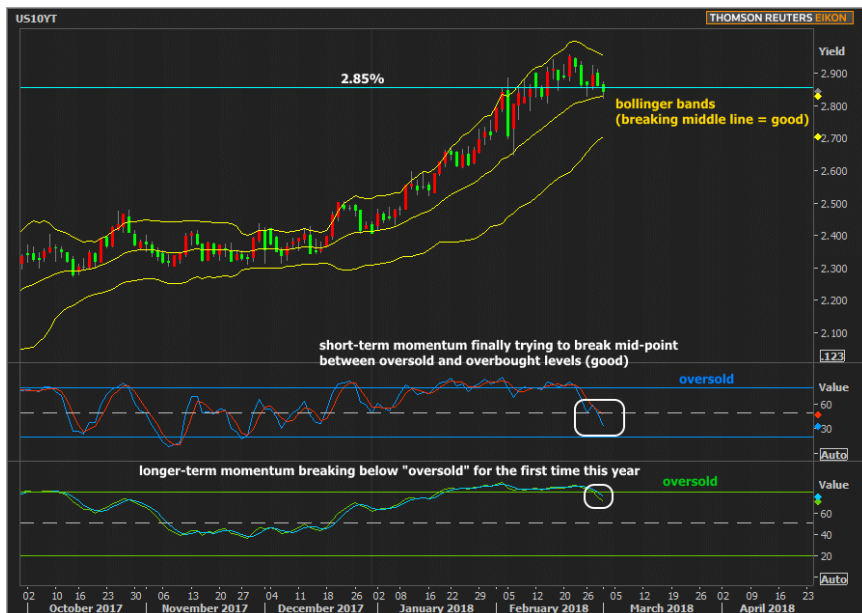 US10YT
THOMSON REUTERS EIKON
Yield
2.85%
2.900
bollinger bands
(breaking middle line = good)
2.800
2.700
2.600
2.500
2.400
2.300
2.200
2.100
short-term momentum finally trying to break mid-point
between oversold and overbought levels (good)
.123
oversold
Value
60
30
Auto
longer-term momentum breaking below "oversold" for the first time this year
oversold
Value
60
40
20
Auto
02 10 16 23 30 06 13 20 27 04 11 18 26 02 08 16 22 29 05 12 20 26 05 12 19 26 02 09 16 23
October 2017 November 2017 December 2017 January 2018 February 2018 March 2018 April 2018